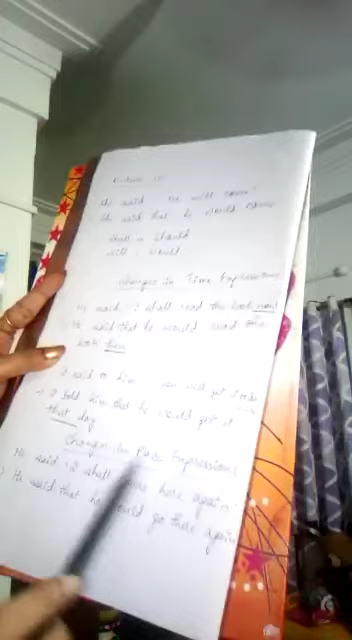 He said he will come.
He said that he would come
shall - should
will - would
Changes in Time Expressions
He said, I shall read the book now
He said that he would read the
book then
I said to him, you will get
I told him that he would get it
that day
Changes in Place Expressions
He said, I shall here again
He said that he would go there again